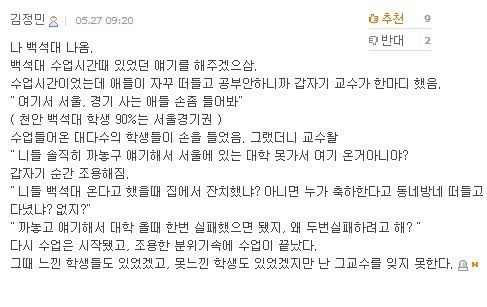 김정민 | 05.27 09:20
추천 9
반대 2
나 백석대 나옴.
백석대 수업시간때 있었던 얘기를 해주겠으삼.
수업시간이었는데 애들이 자꾸 떠들고 공부안하니까 갑자기 교수가 한마디 했음.
" 여기서 서울, 경기 사는 애들 손좀 들어봐"
( 천안 백석대 학생 90%는 서울경기권 )
수업들어온 대다수의 학생들이 손을 들었음. 그랬더니 교수왈
" 니들 솔직히 까놓구 얘기해서 서울에 있는 대학 못가서 여기 온거아니야?
갑자기 순간 조용해짐.
" 니들 백석대 온다고 했을때 집에서 잔치했냐? 아니면 누가 축하한다고 동네방네 떠들고
다녔냐? 없지?"
" 까놓고 얘기해서 대학 올때 한번 실패했으면 됐지, 왜 두번실패하려고 해? "
다시 수업은 시작됐고, 조용한 분위기속에 수업이 끝났다.
그때 느낀 학생들도 있었겠고, 못느낀 학생도 있었겠지만 난 그교수를 잊지 못한다. N